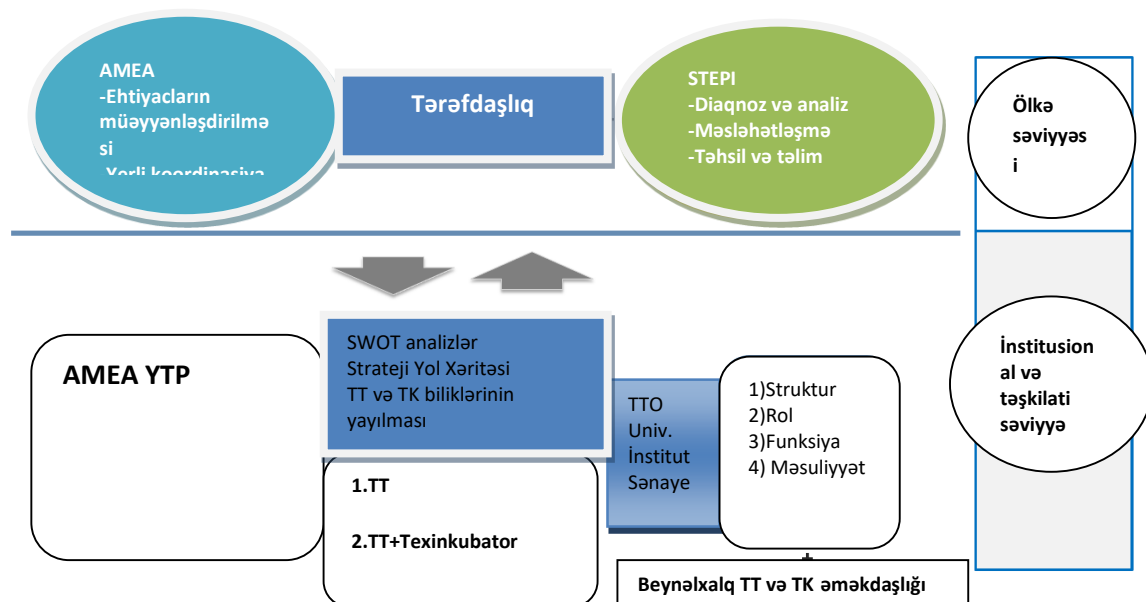 AMEA
-Ehtiyacların
müəyyənləşdirilmə
si
-Yerli koordinasiya
Tərəfdaşlıq
STEPI
-Diaqnoz və analiz
-Məsləhətləşmə
-Təhsil və təlim
Ölkə
səviyyəs
i
AMEA YTP
SWOT analizlər
Strateji Yol Xəritəsi
TT və TK biliklərinin
yayılması
1.TT
2.TT+Texinkubator
TTO
Univ.
İnstitut
Sənaye
1)Struktur
2)Rol
3)Funksiya
4) Məsuliyyət
+
Beynəlxalq TT və TK əməkdaşlığı
İnstitusion
al və
təşkilati
səviyyə